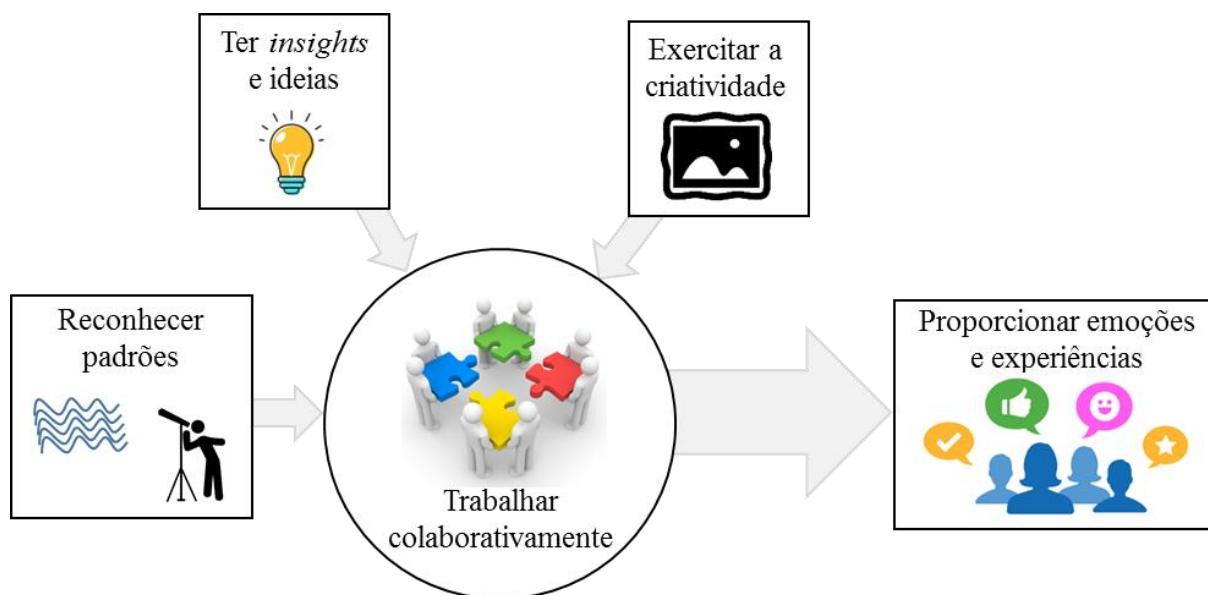 Ter insights
e ideias
Exercitar a
criatividade
Reconhecer
padrões
Trabalhar
colaborativamente
Proporcionar emoções
e experiências